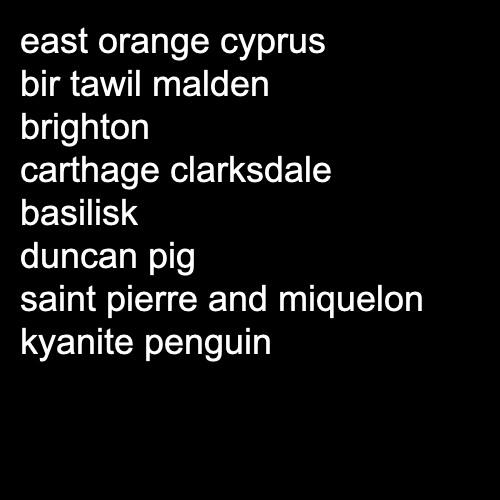 east orange cyprus
bir tawil malden
brighton
carthage clarksdale
basilisk
duncan pig
saint pierre and miquelon
kyanite penguin